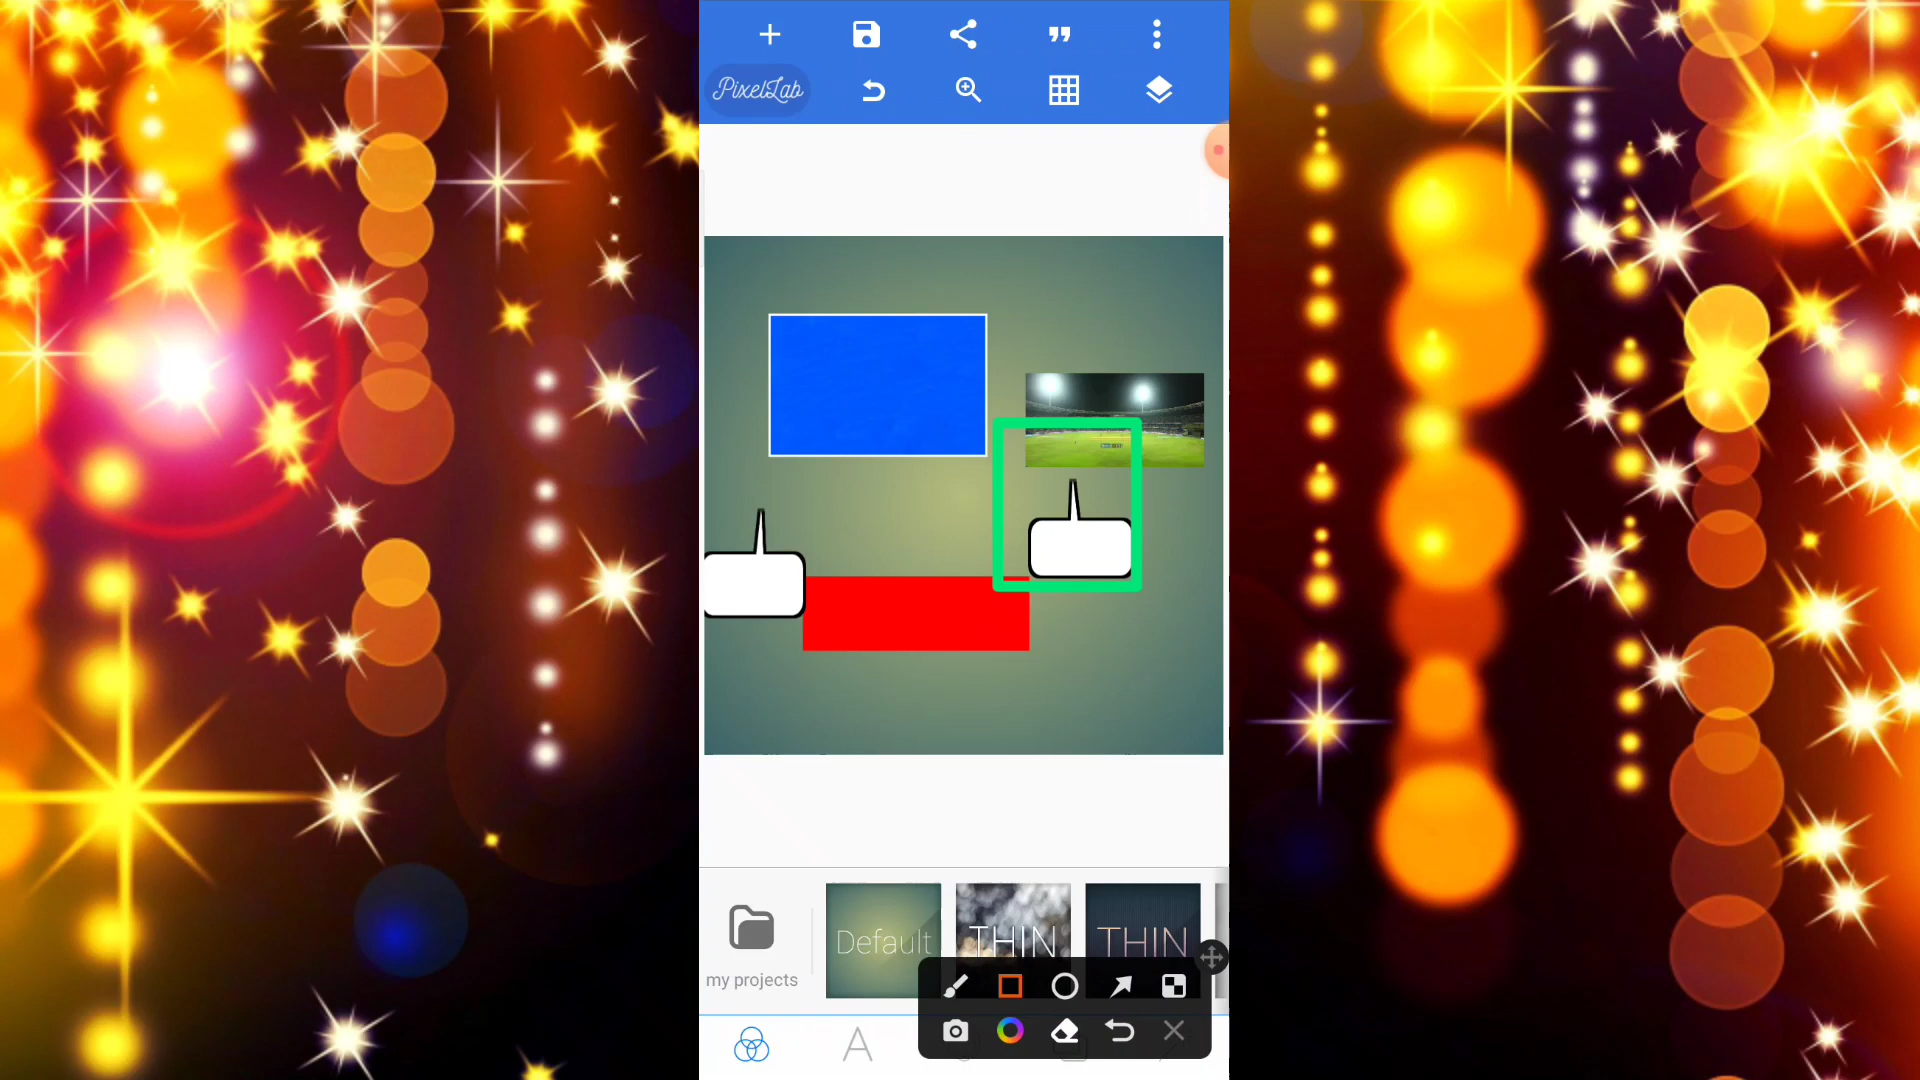 PixelLab
Default
THIN
THIN
my projects
A